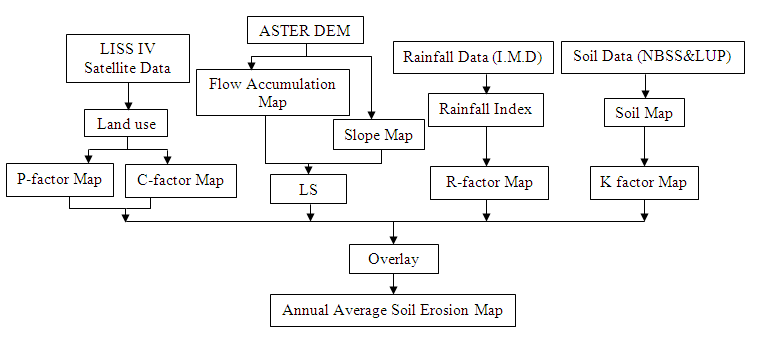 ASTER DEM
LISS IV
Satellite Data
Rainfall Data (I.M.D)
Soil Data (NBSS&LUP)
Flow Accumulation
Map
Land use
Slope Map
Rainfall Index
Soil Map
P-factor Map
C-factor Map
LS
R-factor Map
K factor Map
Overlay
Annual Average Soil Erosion Map